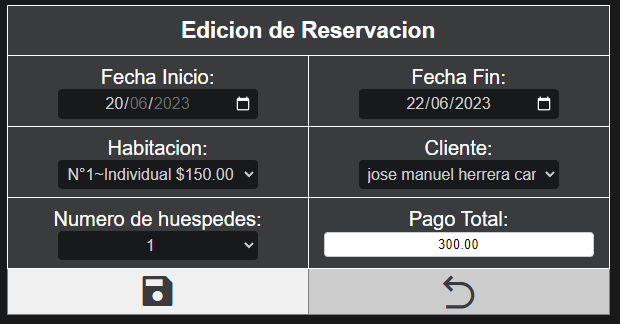 Edicion de Reservacion
Fecha Inicio:
Fecha Fin:
20/06/2023
22/06/2023
Habitacion:
Cliente:
N°1~Individual $150.00
jose manuel herrera car
Numero de huespedes:
Pago Total:
1
300.00